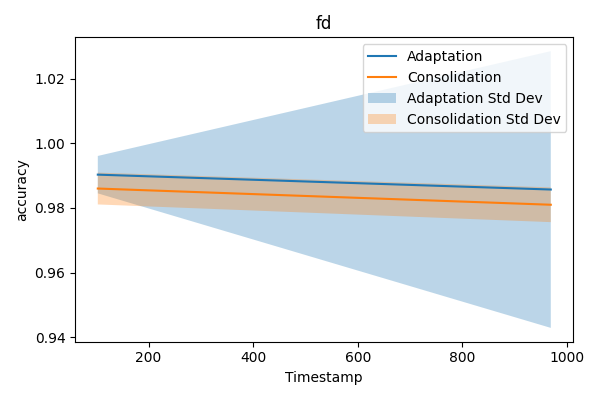 fd
Adaptation
Consolidation
Adaptation Std Dev
Consolidation Std Dev
accuracy
1.02
1.00
0.98
0.96
0.94
200 400 600 800 1000
Timestamp